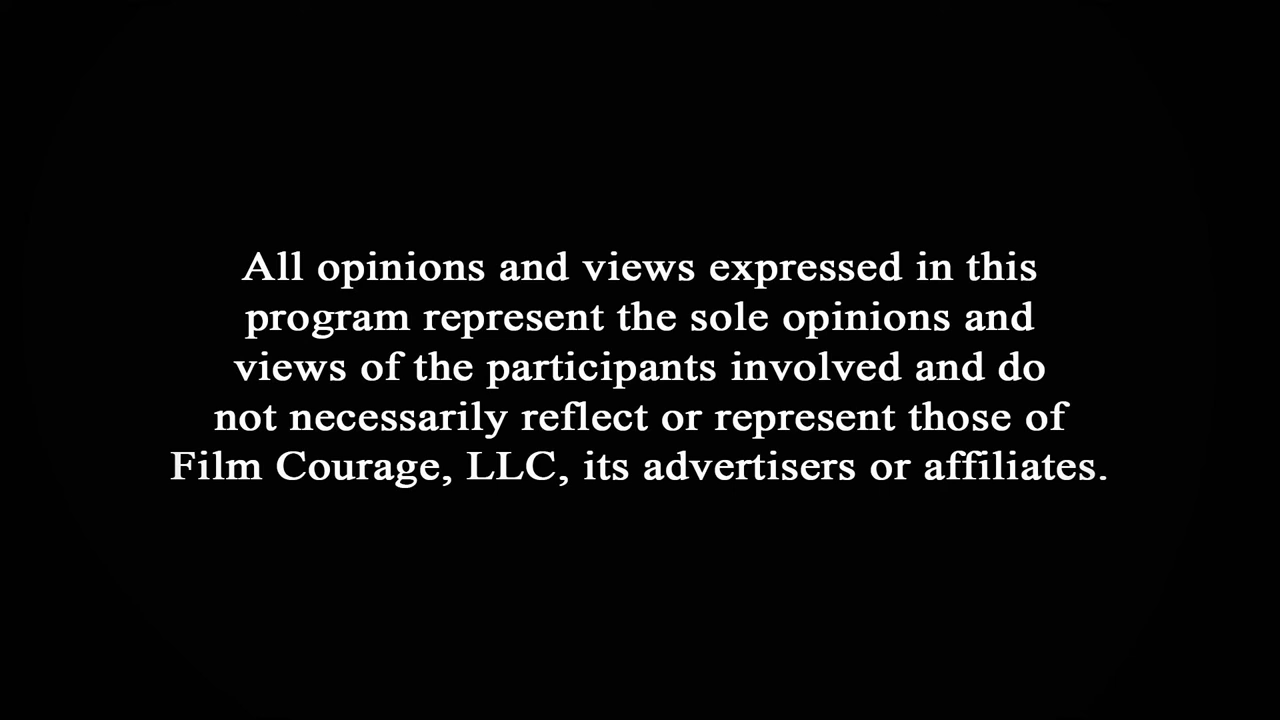 All opinions and views expressed in this
program represent the sole opinions and
views of the participants involved and do
not necessarily reflect or represent those of
Film Courage, LLC, its advertisers or affiliates.